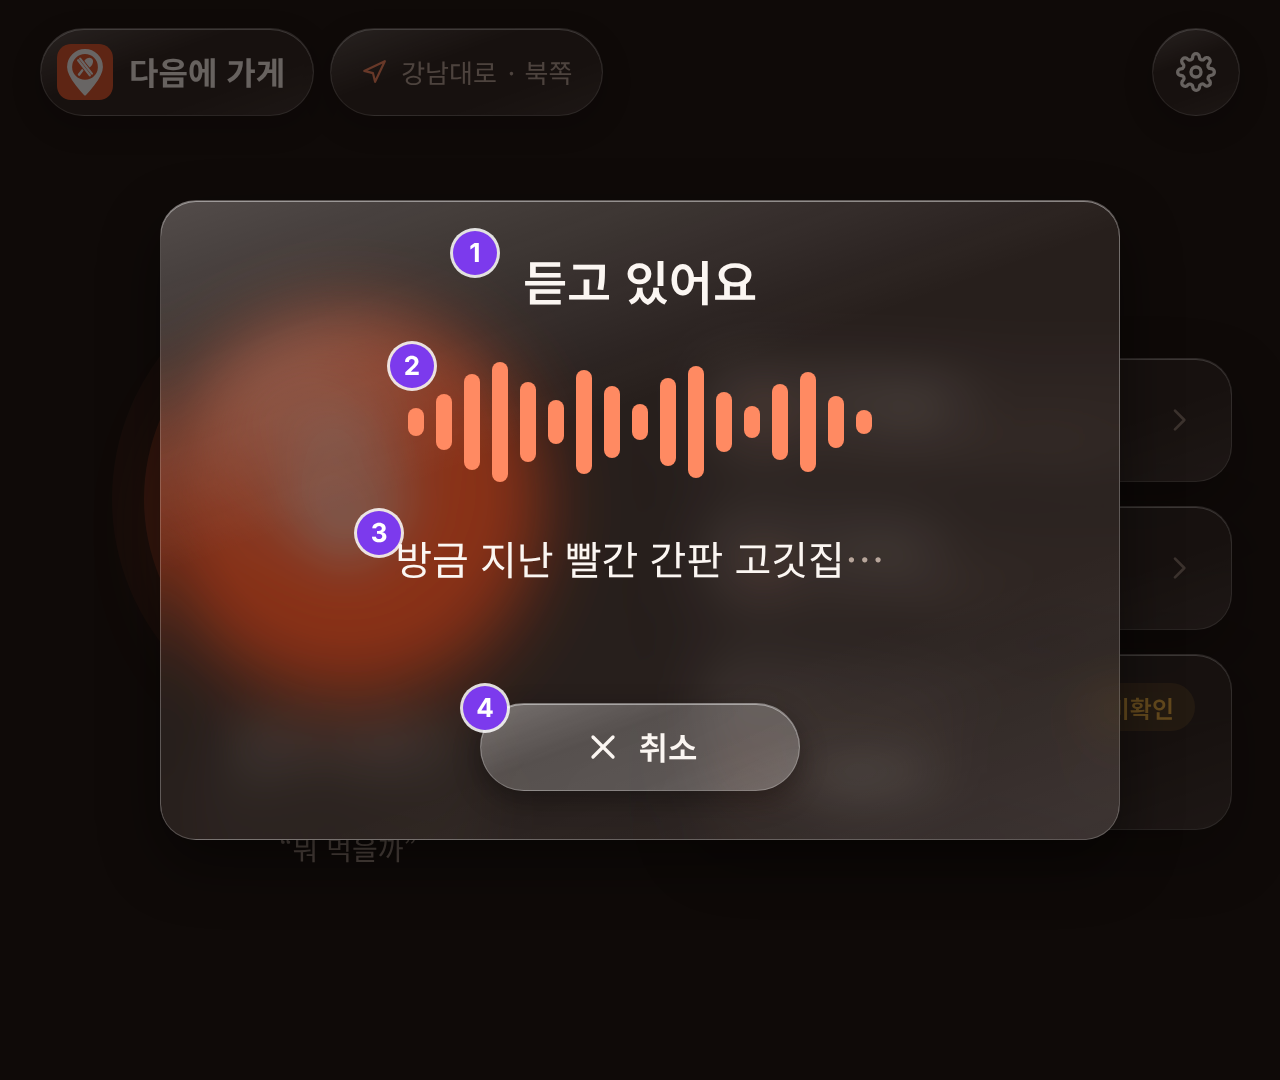 다음에 가게
강남대로 · 북쪽
1
듣고 있어요
2
3
방금 지난 빨간 간판 고깃집···
4
취소
확인
“뭐 먹을까”